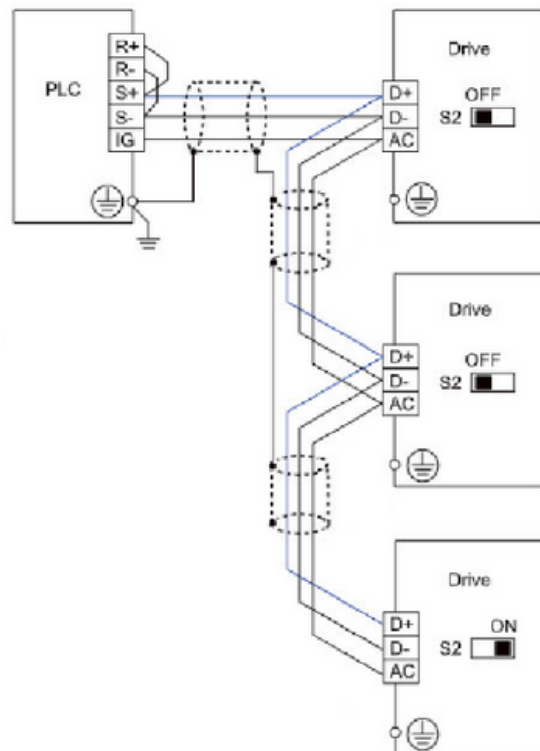 PLC
R+
R-
S+
S-
IG
Drive
D+
D-
AC
OFF
S2
Drive
D+
D-
AC
OFF
S2
Drive
D+
D-
AC
ON
S2